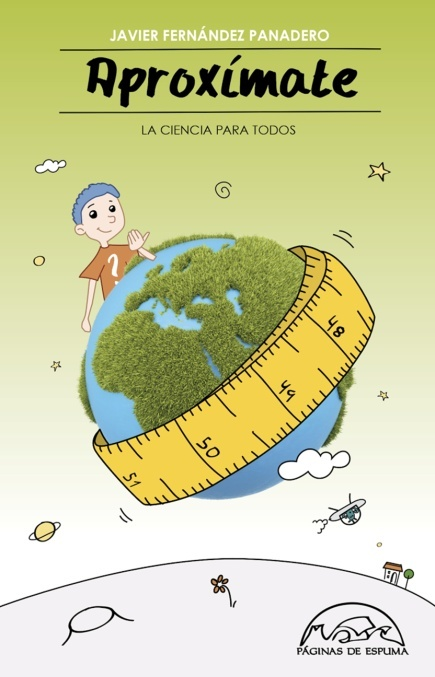 JAVIER FERNÁNDEZ PANADERO
Aproxímate
LA CIENCIA PARA TODOS
?
48
49
50
51
PÁGINAS DE ESPUMA